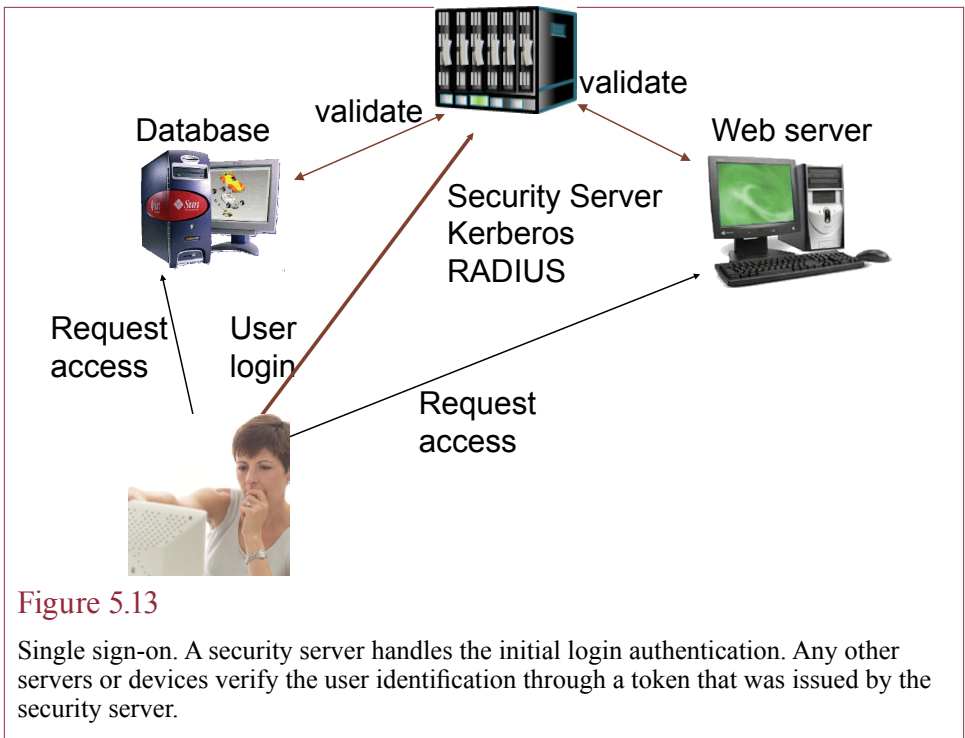 validate
validate
Database
Web server
Security Server
Kerberos
RADIUS
Sun
Request
access
User
login
Request
access
Figure 5.13
Single sign-on. A security server handles the initial login authentication. Any other
servers or devices verify the user identification through a token that was issued by the
security server.